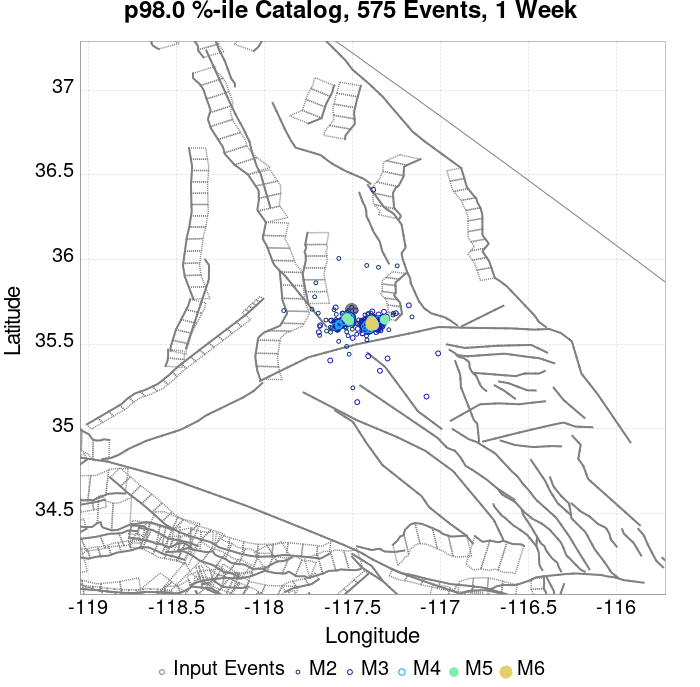 p98.0 %-ile Catalog, 575 Events, 1 Week
37
36.5
36
35.5
35
34.5
Latitude
-119 -118.5 -118 -117.5 -117 -116.5 -116
Longitude
Input Events M2 M3 M4 M5 M6